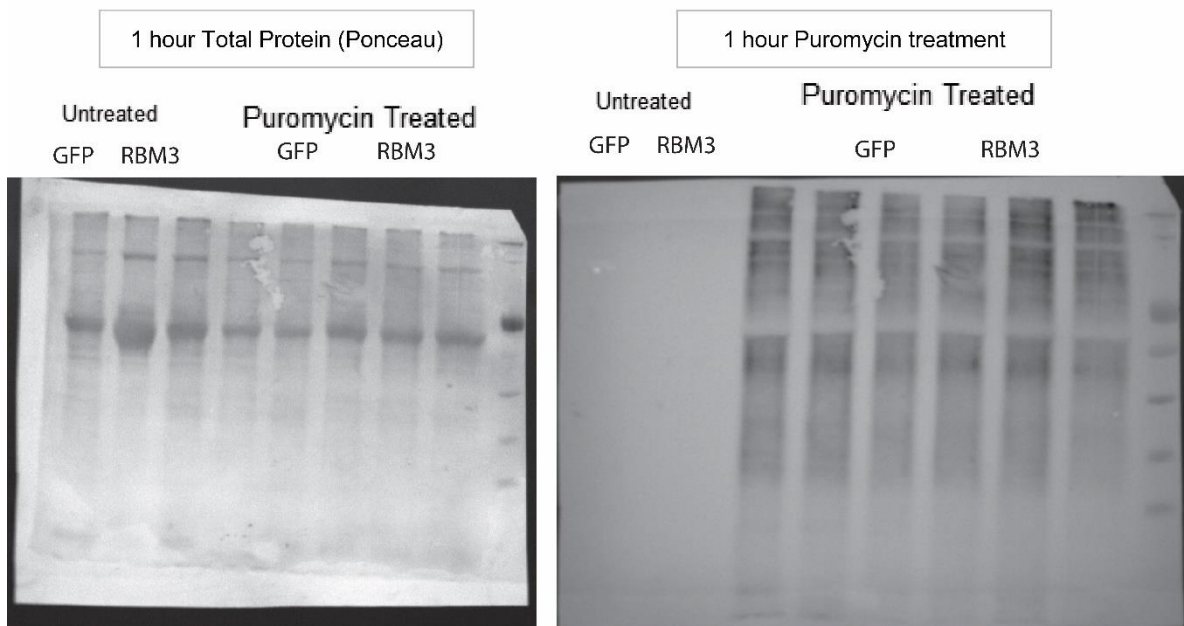 1 hour Total Protein (Ponceau)
Untreated
Puromycin Treated
GFP RBM3 GFP RBM3
1 hour Puromycin treatment
Untreated
Puromycin Treated
GFP RBM3 GFP RBM3